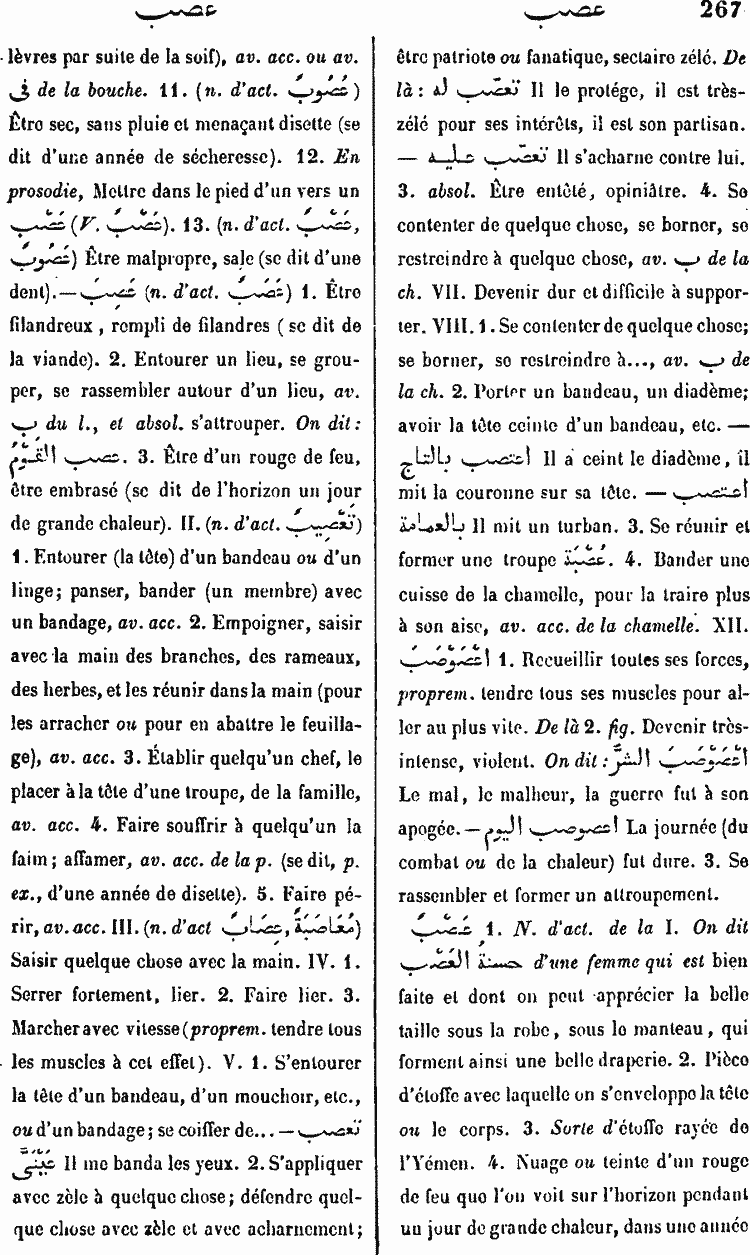 عصب
عصب
267
lèvres par suite de la soif), av. acc. ou av.
فى de la bouche. 11. (n. d'act. عُصُوبٌ)
Être sec, sans pluie et menaçant disette (se
dit d'une année de sécheresse). 12. En
prosodie, Mettre dans le pied d'un vers un
عَصْب (V. عَصْبٌ). 13. (n. d'act. عَصْبٌ,
عُصُوبٌ) Être malpropre, sale (se dit d'une
dent).— عَصِبَ (n. d'act. عَصَبٌ) 1. Être
filandreux, rempli de filandres (se dit de
la viande). 2. Entourer un lieu, se grou-
per, se rassembler autour d'un lieu, av.
ب du l., et absol. s'attrouper. On dit:
عصب القَوْمُ. 3. Être d'un rouge de feu,
être embrasé (se dit de l'horizon un jour
de grande chaleur). II. (n. d'act. تَعْصِيبٌ)
1. Entourer (la tête) d'un bandeau ou d'un
linge; panser, bander (un membre) avec
un bandage, av. acc. 2. Empoigner, saisir
avec la main des branches, des rameaux,
des herbes, et les réunir dans la main (pour
les arracher ou pour en abattre le feuilla-
ge), av. acc. 3. Établir quelqu'un chef, le
placer à la tête d'une troupe, de la famille,
av. acc. 4. Faire souffrir à quelqu'un la
faim; affamer, av. acc. de la p. (se dit, p.
ex., d'une année de disette). 5. Faire pé-
rir, av. acc. III. (n. d'act مُعَاصَبَةٌ, عِصَابٌ)
Saisir quelque chose avec la main. IV. 1.
Serrer fortement, lier. 2. Faire lier. 3.
Marcher avec vitesse (proprem. tendre tous
les muscles à cet effet). V. 1. S'entourer
la tête d'un bandeau, d'un mouchoir, etc.,
ou d'un bandage; se coiffer de... — تعصب
Il me banda les yeux. 2. S'appliquer
avec zèle à quelque chose; défendre quel-
que chose avec zèle et avec acharnement;
être patriote ou fanatique, sectaire zélé. De
là: تعصّب له Il le protége, il est très-
zélé pour ses intérêts, il est son partisan.
— تعصّب عليه Il s'acharne contre lui.
3. absol. Être entêté, opiniâtre. 4. Se
contenter de quelque chose, se borner, se
restreindre à quelque chose, av. ب de la
ch. VII. Devenir dur et difficile à suppor-
ter. VIII. 1. Se contenter de quelque chose;
se borner, se restreindre à..., av. ب de
la ch. 2. Porter un bandeau, un diadème;
avoir la tête ceinte d'un bandeau, etc. —
اعتصب بالتاج Il a ceint le diadème, il
mit la couronne sur sa tête. — اعتصب
بالعمامة Il mit un turban. 3. Se réunir et
former une troupe عُصْبَة. 4. Bander une
cuisse de la chamelle, pour la traire plus
à son aise, av. acc. de la chamelle. XII.
اعْصَوْصَبَ 1. Recueillir toutes ses forces,
proprem. tendre tous ses muscles pour al-
ler au plus vite. De là 2. fig. Devenir très-
intense, violent. On dit: اعْصَوْصَبَ الشرُّ
Le mal, le malheur, la guerre fut à son
apogée.— اعصوصب اليوم La journée (du
combat ou de la chaleur) fut dure. 3. Se
rassembler et former un attroupement.
عَصْبٌ 1. N. d'act. de la I. On dit
حسنة العَصْب d'une femme qui est bien
faite et dont on peut apprécier la belle
taille sous la robe, sous le manteau, qui
forment ainsi une belle draperie. 2. Pièce
d'étoffe avec laquelle on s'enveloppe la tête
ou le corps. 3. Sorte d'étoffe rayée de
l'Yémen. 4. Nuage ou teinte d'un rouge
de feu que l'on voit sur l'horizon pendant
un jour de grande chaleur, dans une année